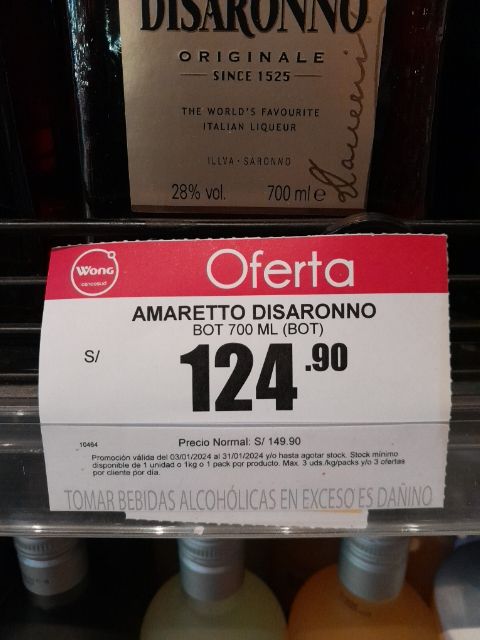 DISARONNO
ORIGINALE
SINCE 1525
THE WORLD'S FAVOURITE
ITALIAN LIQUEUR
ILLVA · SARONNO
28% vol. 700 ml e
Wong
cencosud
Oferta
AMARETTO DISARONNO
BOT 700 ML (BOT)
S/ 124.90
10464 Precio Normal: S/ 149.90
Promoción válida del 03/01/2024 al 31/01/2024 y/o hasta agotar stock. Stock mínimo
disponible de 1 unidad o 1kg o 1 pack por producto. Max. 3 uds./kg/packs y/o 3 ofertas
por cliente por día.
TOMAR BEBIDAS ALCOHÓLICAS EN EXCESO ES DAÑINO